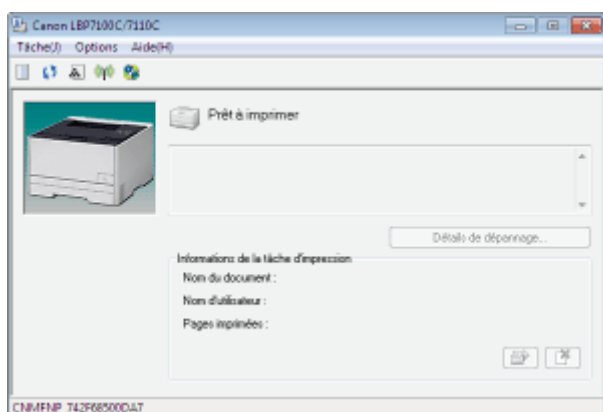 Canon LBP7100C/7110C
Tâche(J) Options Aide(H)
Prêt à imprimer
Détails de dépannage...
Informations de la tâche d'impression
Nom du document :
Nom d'utilisateur :
Pages imprimées :
CNMFNP_742F68500DA7